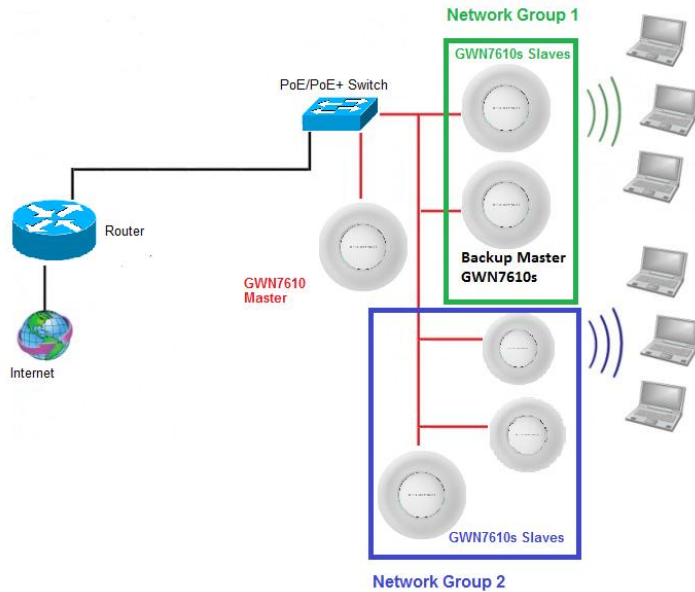 Network Group 1
GWN7610s Slaves
PoE/PoE+ Switch
Router
GWN7610
Master
Backup Master
GWN7610s
Internet
GWN7610s Slaves
Network Group 2